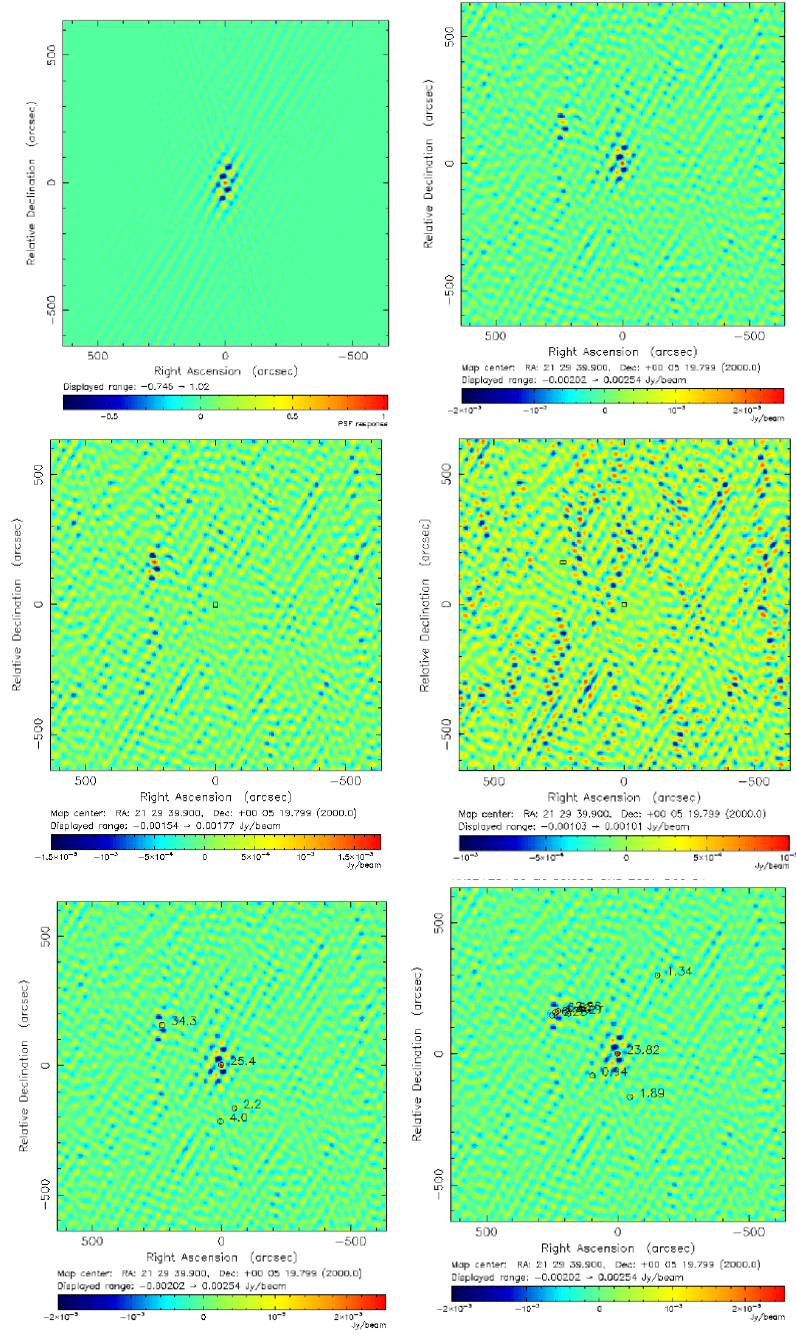 500
0
−500
Relative Declination (arcsec)
500
0
−500
Right Ascension (arcsec)
Displayed range: −0.745 → 1.02
−0.5
0
0.5
1
PSF response
500
0
−500
Relative Declination (arcsec)
500
0
−500
Right Ascension (arcsec)
Map center: RA: 21 29 39.900, Dec: +00 05 19.799 (2000.0)
Displayed range: −0.00202 → 0.00254 Jy/beam
−2×10⁻³
−10⁻³
0
10⁻³
2×10⁻³
Jy/beam
500
0
−500
Relative Declination (arcsec)
500
0
−500
Right Ascension (arcsec)
Map center: RA: 21 29 39.900, Dec: +00 05 19.799 (2000.0)
Displayed range: −0.00154 → 0.00177 Jy/beam
−1.5×10⁻³
−10⁻³
−5×10⁻⁴
0
5×10⁻⁴
10⁻³
1.5×10⁻³
Jy/beam
500
0
−500
Relative Declination (arcsec)
500
0
−500
Right Ascension (arcsec)
Map center: RA: 21 29 39.900, Dec: +00 05 19.799 (2000.0)
Displayed range: −0.00103 → 0.00101 Jy/beam
−10⁻³
−5×10⁻⁴
0
5×10⁻⁴
Jy/beam
500
0
−500
Relative Declination (arcsec)
34.3
25.4
2.2
4.0
500
0
−500
Right Ascension (arcsec)
Map center: RA: 21 29 39.900, Dec: +00 05 19.799 (2000.0)
Displayed range: −0.00202 → 0.00254 Jy/beam
−2×10⁻³
−10⁻³
0
10⁻³
2×10⁻³
Jy/beam
500
0
−500
Relative Declination (arcsec)
1.34
23.82
0.94
1.89
500
0
−500
Right Ascension (arcsec)
Map center: RA: 21 29 39.900, Dec: +00 05 19.799 (2000.0)
Displayed range: −0.00202 → 0.00254 Jy/beam
−2×10⁻³
−10⁻³
0
10⁻³
2×10⁻³
Jy/beam